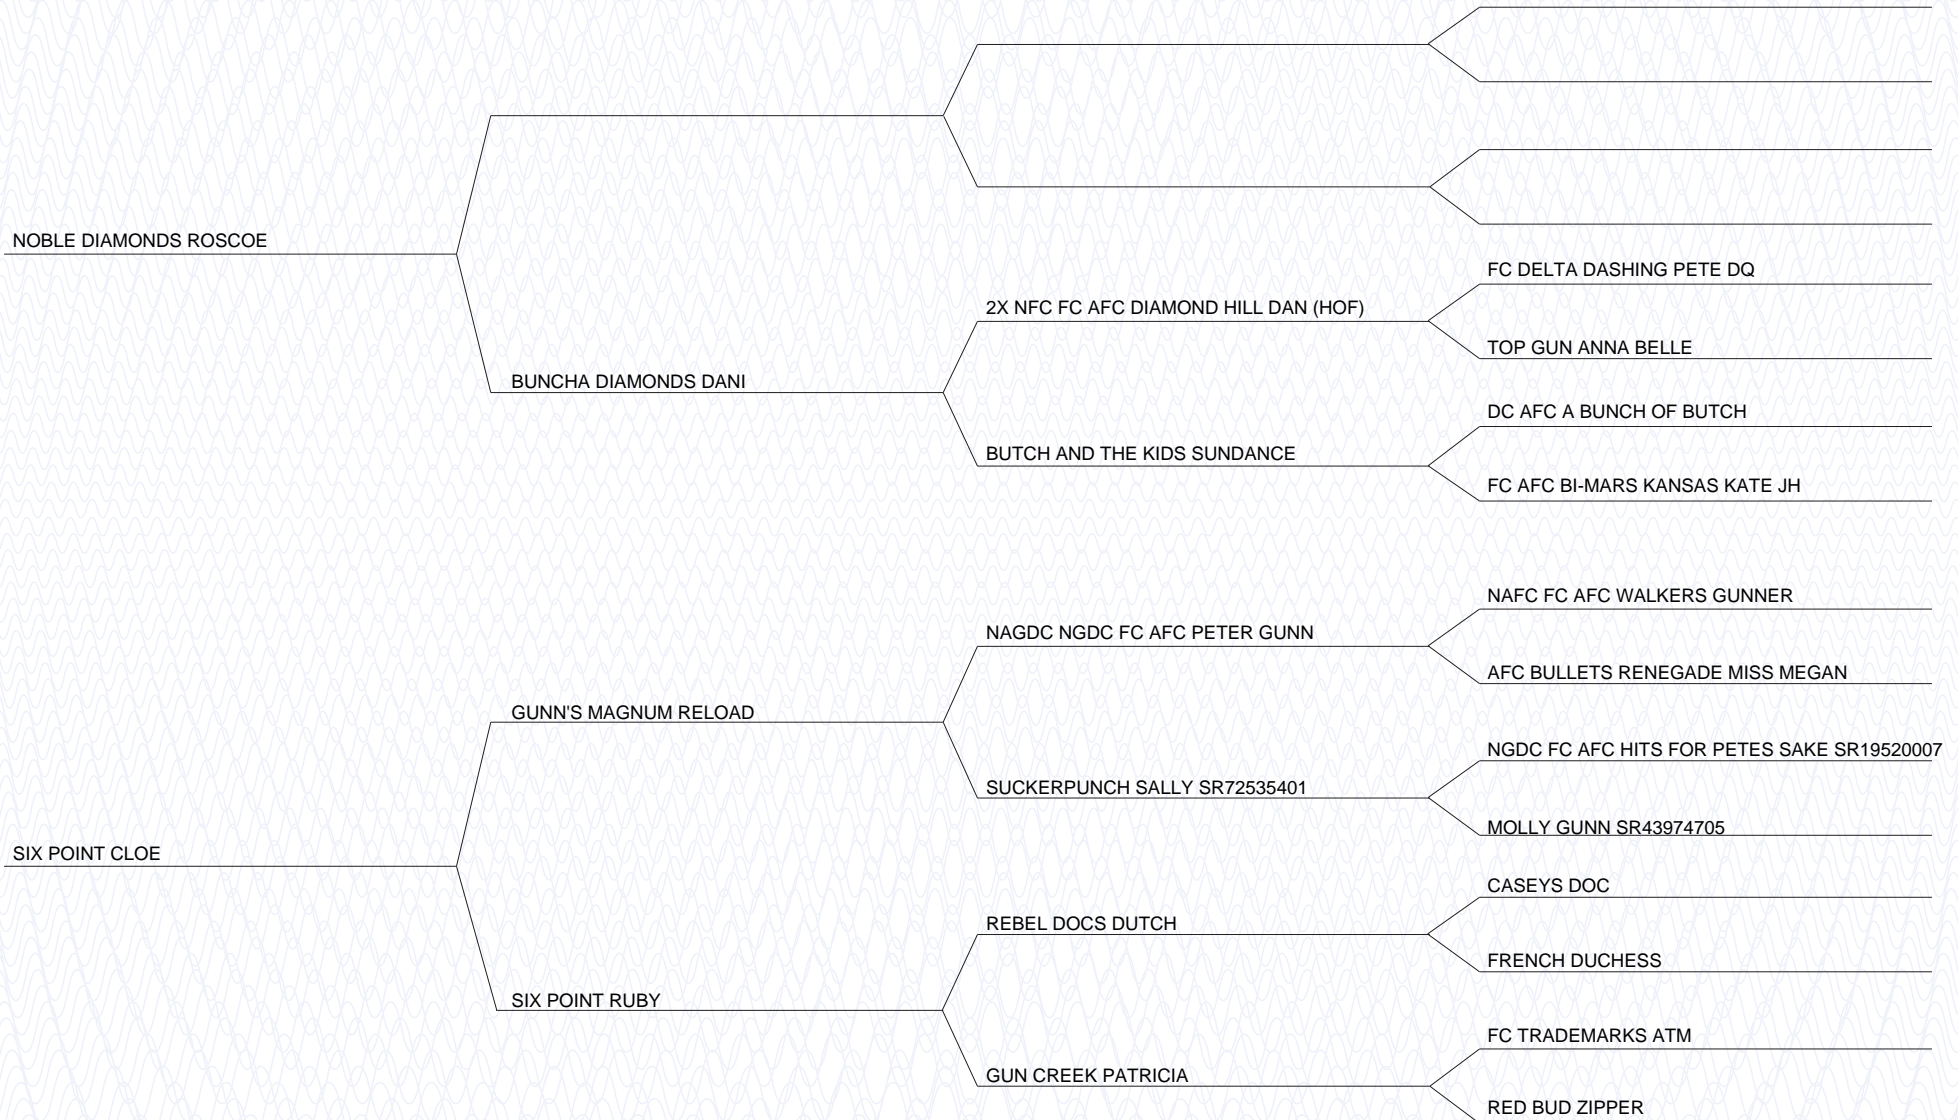 NOBLE DIAMONDS ROSCOE
FC DELTA DASHING PETE DQ
2X NFC FC AFC DIAMOND HILL DAN (HOF)
TOP GUN ANNA BELLE
BUNCHA DIAMONDS DANI
DC AFC A BUNCH OF BUTCH
BUTCH AND THE KIDS SUNDANCE
FC AFC BI-MARS KANSAS KATE JH
NAFC FC AFC WALKERS GUNNER
NAGDC NGDC FC AFC PETER GUNN
AFC BULLETS RENEGADE MISS MEGAN
GUNN'S MAGNUM RELOAD
NGDC FC AFC HITS FOR PETES SAKE SR19520007
SUCKERPUNCH SALLY SR72535401
MOLLY GUNN SR43974705
SIX POINT CLOE
CASEYS DOC
REBEL DOCS DUTCH
FRENCH DUCHESS
SIX POINT RUBY
FC TRADEMARKS ATM
GUN CREEK PATRICIA
RED BUD ZIPPER